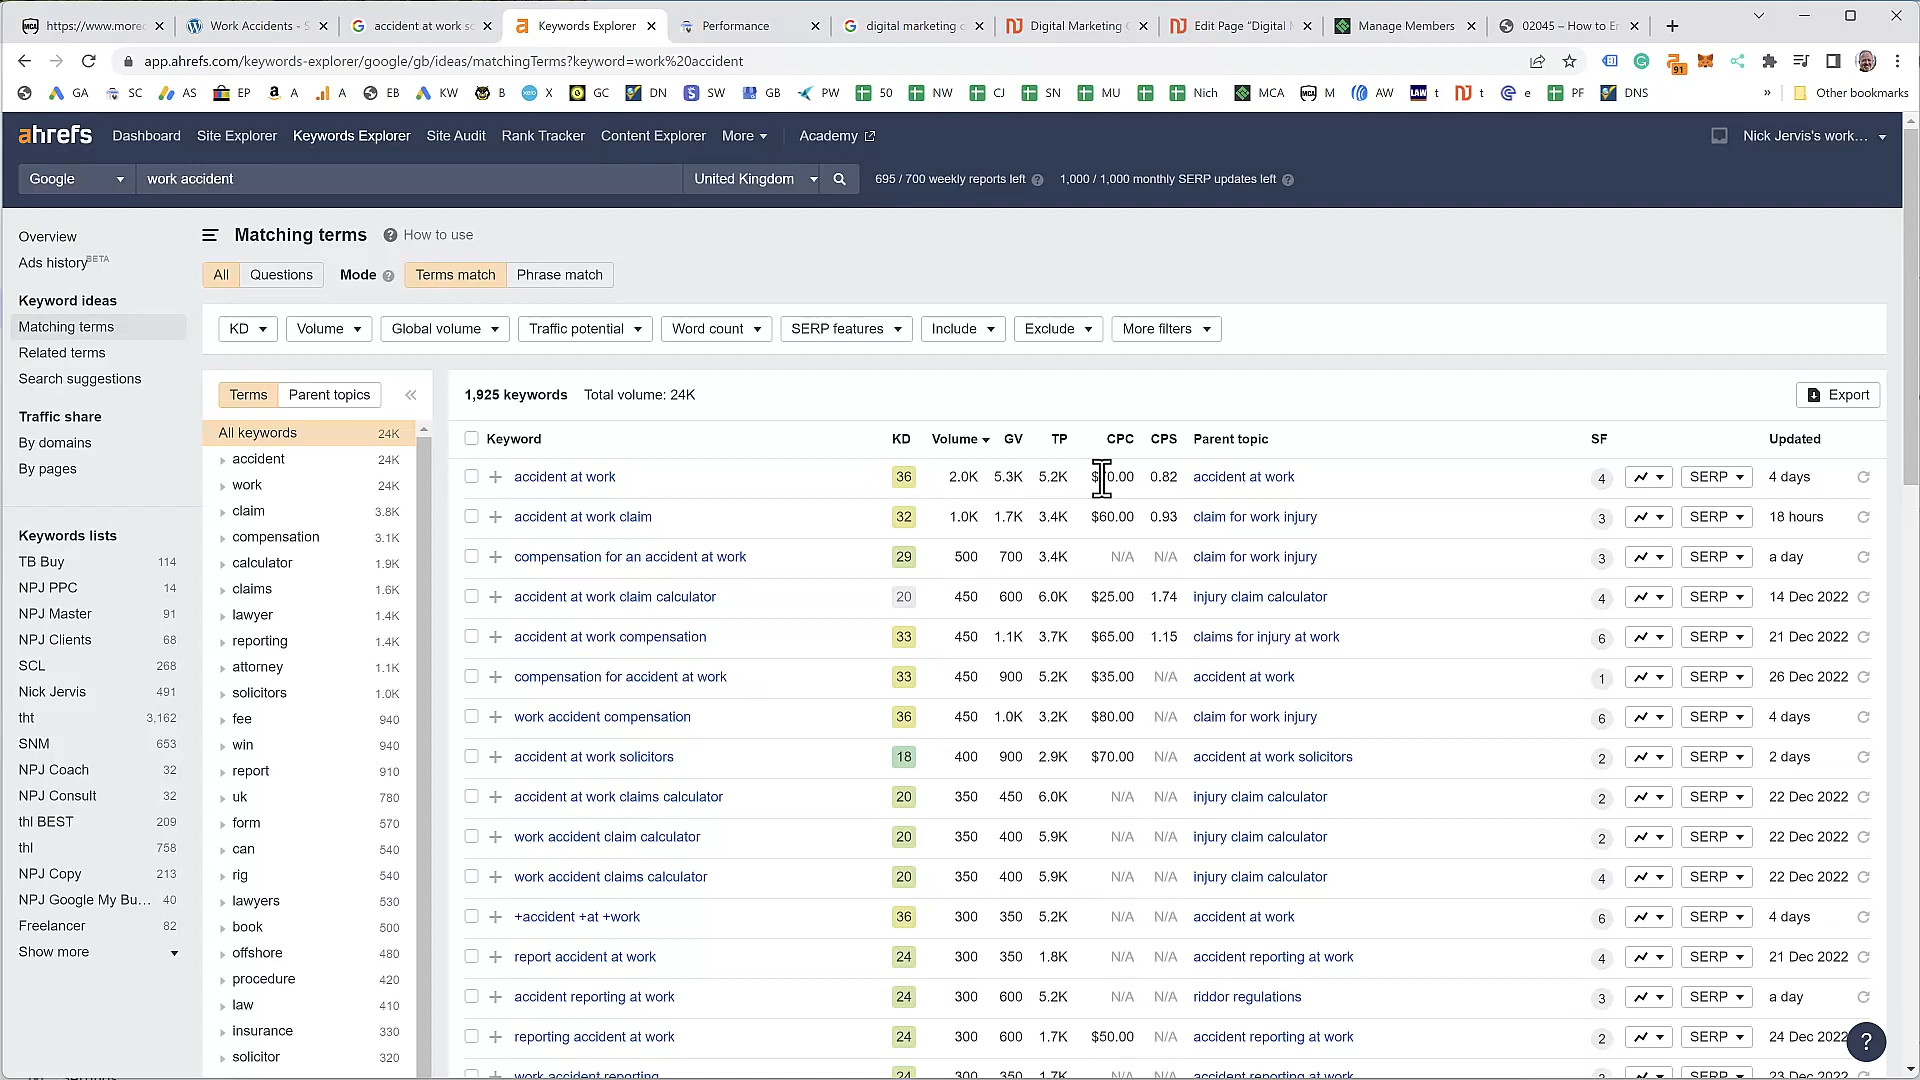 https://www.morec
Work Accidents - S
accident at work so
Keywords Explorer
Performance
digital marketing c
Digital Marketing C
Edit Page "Digital M
Manage Members
02045 – How to En
app.ahrefs.com/keywords-explorer/google/gb/ideas/matchingTerms?keyword=work%20accident
91
GA SC AS EP A A EB KW B X GC DN SW GB PW 50 NW CJ SN MU Nich MCA M AW t t e PF DNS » Other bookmarks
ahrefs Dashboard Site Explorer Keywords Explorer Site Audit Rank Tracker Content Explorer More Academy Nick Jervis's work...
Google work accident United Kingdom 695 / 700 weekly reports left 1,000 / 1,000 monthly SERP updates left
Overview
Ads history BETA
Keyword ideas
Matching terms
Related terms
Search suggestions
Traffic share
By domains
By pages
Keywords lists
TB Buy 114
NPJ PPC 14
NPJ Master 91
NPJ Clients 68
SCL 268
Nick Jervis 491
tht 3,162
SNM 653
NPJ Coach 32
NPJ Consult 32
thl BEST 209
thl 758
NPJ Copy 213
NPJ Google My Bu... 40
Freelancer 82
Show more
Matching terms How to use
All Questions Mode Terms match Phrase match
KD Volume Global volume Traffic potential Word count SERP features Include Exclude More filters
Terms Parent topics «
All keywords 24K
accident 24K
work 24K
claim 3.8K
compensation 3.1K
calculator 1.9K
claims 1.6K
lawyer 1.4K
reporting 1.4K
attorney 1.1K
solicitors 1.0K
fee 940
win 940
report 910
uk 780
form 570
can 540
rig 540
lawyers 530
book 500
offshore 480
procedure 420
law 410
insurance 330
solicitor 320
1,925 keywords Total volume: 24K Export
Keyword KD Volume GV TP CPC CPS Parent topic SF Updated
accident at work 36 2.0K 5.3K 5.2K 0.82 accident at work 4 SERP 4 days
accident at work claim 32 1.0K 1.7K 3.4K $60.00 0.93 claim for work injury 3 SERP 18 hours
compensation for an accident at work 29 500 700 3.4K N/A N/A claim for work injury 3 SERP a day
accident at work claim calculator 20 450 600 6.0K $25.00 1.74 injury claim calculator 4 SERP 14 Dec 2022
accident at work compensation 33 450 1.1K 3.7K $65.00 1.15 claims for injury at work 6 SERP 21 Dec 2022
compensation for accident at work 33 450 900 5.2K $35.00 N/A accident at work 1 SERP 26 Dec 2022
work accident compensation 36 450 1.0K 3.2K $80.00 N/A claim for work injury 6 SERP 4 days
accident at work solicitors 18 400 900 2.9K $70.00 N/A accident at work solicitors 2 SERP 2 days
accident at work claims calculator 20 350 450 6.0K N/A N/A injury claim calculator 2 SERP 22 Dec 2022
work accident claim calculator 20 350 400 5.9K N/A N/A injury claim calculator 2 SERP 22 Dec 2022
work accident claims calculator 20 350 400 5.9K N/A N/A injury claim calculator 4 SERP 22 Dec 2022
+accident +at +work 36 300 350 5.2K N/A N/A accident at work 6 SERP 4 days
report accident at work 24 300 350 1.8K N/A N/A accident reporting at work 4 SERP 21 Dec 2022
accident reporting at work 24 300 600 5.2K N/A N/A riddor regulations 3 SERP a day
reporting accident at work 24 300 600 1.7K $50.00 N/A accident reporting at work 2 SERP 24 Dec 2022
work accident reporting 24 300 350 1.7K N/A N/A accident reporting at work SERP 23 Dec 2022
?